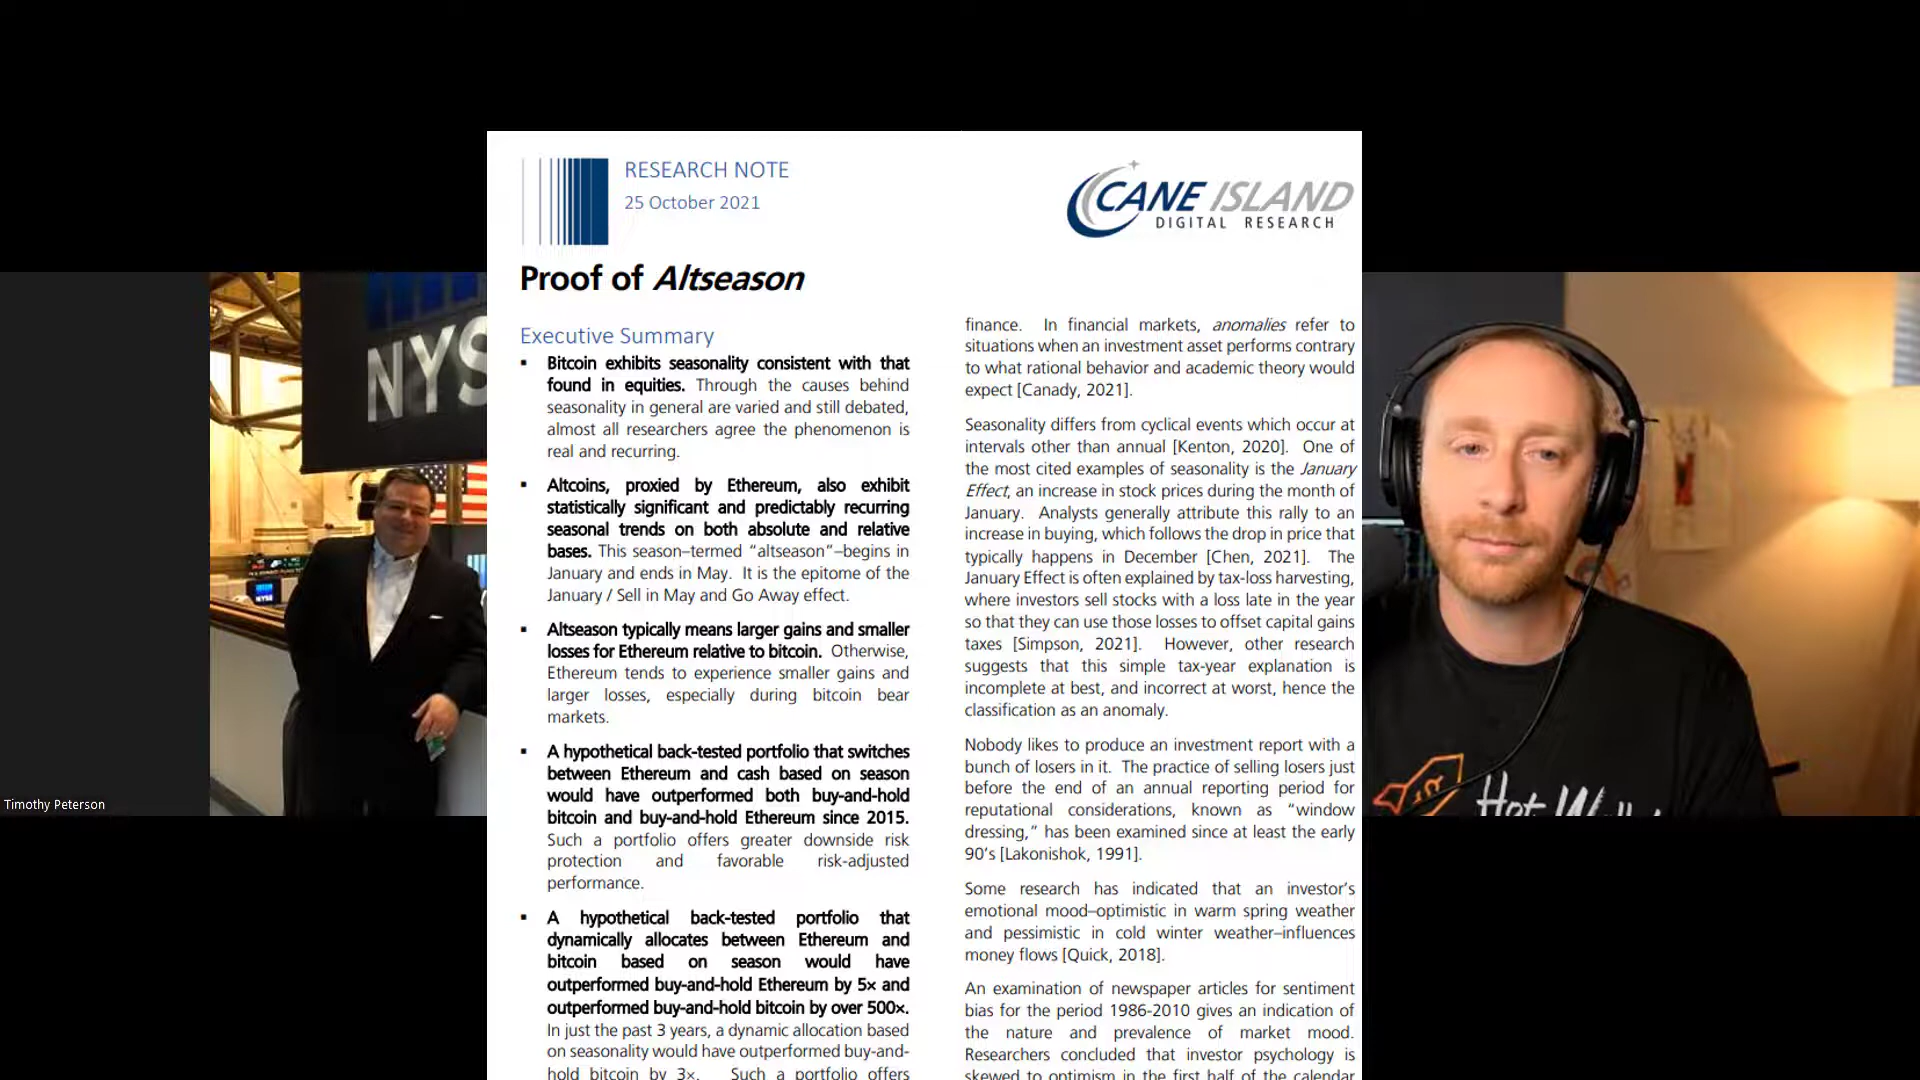 RESEARCH NOTE
25 October 2021
CANE ISLAND
DIGITAL RESEARCH
Proof of Altseason
Executive Summary
▪ Bitcoin exhibits seasonality consistent with that
found in equities. Through the causes behind
seasonality in general are varied and still debated,
almost all researchers agree the phenomenon is
real and recurring.
▪ Altcoins, proxied by Ethereum, also exhibit
statistically significant and predictably recurring
seasonal trends on both absolute and relative
bases. This season–termed "altseason"–begins in
January and ends in May. It is the epitome of the
January / Sell in May and Go Away effect.
▪ Altseason typically means larger gains and smaller
losses for Ethereum relative to bitcoin. Otherwise,
Ethereum tends to experience smaller gains and
larger losses, especially during bitcoin bear
markets.
▪ A hypothetical back-tested portfolio that switches
between Ethereum and cash based on season
would have outperformed both buy-and-hold
bitcoin and buy-and-hold Ethereum since 2015.
Such a portfolio offers greater downside risk
protection and favorable risk-adjusted
performance.
▪ A hypothetical back-tested portfolio that
dynamically allocates between Ethereum and
bitcoin based on season would have
outperformed buy-and-hold Ethereum by 5× and
outperformed buy-and-hold bitcoin by over 500×.
In just the past 3 years, a dynamic allocation based
on seasonality would have outperformed buy-and-
hold bitcoin by 3×. Such a portfolio offers
finance. In financial markets, anomalies refer to
situations when an investment asset performs contrary
to what rational behavior and academic theory would
expect [Canady, 2021].
Seasonality differs from cyclical events which occur at
intervals other than annual [Kenton, 2020]. One of
the most cited examples of seasonality is the January
Effect, an increase in stock prices during the month of
January. Analysts generally attribute this rally to an
increase in buying, which follows the drop in price that
typically happens in December [Chen, 2021]. The
January Effect is often explained by tax-loss harvesting,
where investors sell stocks with a loss late in the year
so that they can use those losses to offset capital gains
taxes [Simpson, 2021]. However, other research
suggests that this simple tax-year explanation is
incomplete at best, and incorrect at worst, hence the
classification as an anomaly.
Nobody likes to produce an investment report with a
bunch of losers in it. The practice of selling losers just
before the end of an annual reporting period for
reputational considerations, known as "window
dressing," has been examined since at least the early
90's [Lakonishok, 1991].
Some research has indicated that an investor's
emotional mood–optimistic in warm spring weather
and pessimistic in cold winter weather–influences
money flows [Quick, 2018].
An examination of newspaper articles for sentiment
bias for the period 1986-2010 gives an indication of
the nature and prevalence of market mood.
Researchers concluded that investor psychology is
skewed to optimism in the first half of the calendar
NYS
NYSE
Timothy Peterson
Hot